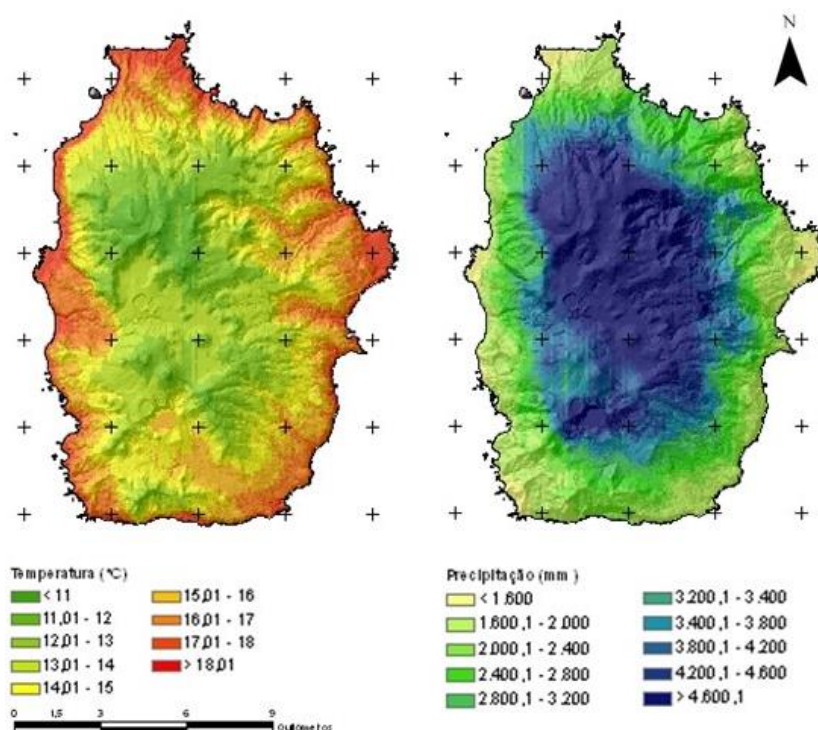 N
Temperatura (°C)
< 11
11,01 - 12
12,01 - 13
13,01 - 14
14,01 - 15
15,01 - 16
16,01 - 17
17,01 - 18
> 18,01
0 1,5 3 6 9
Quilómetros
Precipitação (mm)
< 1.600
1.600,1 - 2.000
2.000,1 - 2.400
2.400,1 - 2.800
2.800,1 - 3.200
3.200,1 - 3.400
3.400,1 - 3.800
3.800,1 - 4.200
4.200,1 - 4.600
> 4.600,1